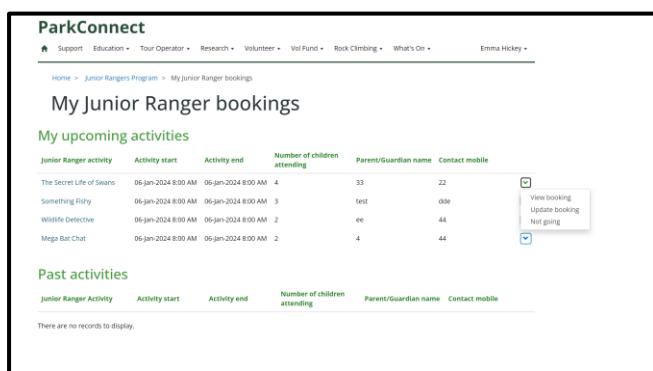 ParkConnect
Support Education Tour Operator Research Volunteer Vol Fund Rock Climbing What's On Emma Hickey
Home > Junior Rangers Program > My Junior Ranger bookings
My Junior Ranger bookings
My upcoming activities
Junior Ranger activity Activity start Activity end Number of children attending Parent/Guardian name Contact mobile
The Secret Life of Swans 06-Jan-2024 8:00 AM 06-Jan-2024 8:00 AM 4 33 22
View booking
Something Fishy 06-Jan-2024 8:00 AM 06-Jan-2024 8:00 AM 3 test dde
Update booking
Wildlife Detective 06-Jan-2024 8:00 AM 06-Jan-2024 8:00 AM 2 ee 44
Not going
Mega Bat Chat 06-Jan-2024 8:00 AM 06-Jan-2024 8:00 AM 2 4 44
Past activities
Junior Ranger Activity Activity start Activity end Number of children attending Parent/Guardian name Contact mobile
There are no records to display.